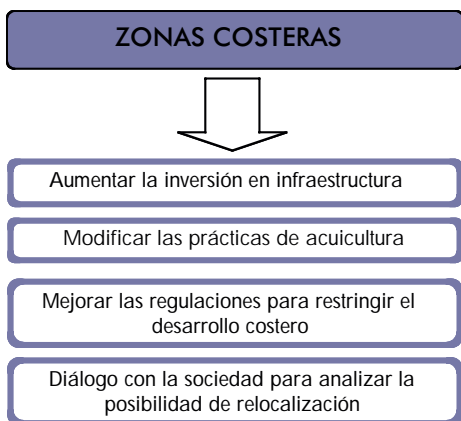 ZONAS COSTERAS
Aumentar la inversión en infraestructura
Modificar las prácticas de acuicultura
Mejorar las regulaciones para restringir el
desarrollo costero
Diálogo con la sociedad para analizar la
posibilidad de relocalización